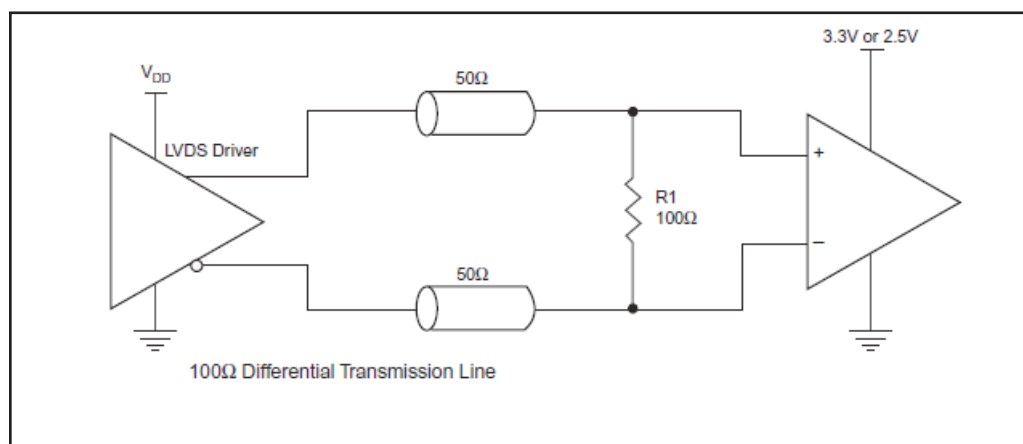 3.3V or 2.5V
VDD
50Ω
LVDS Driver
+
R1
100Ω
−
50Ω
100Ω Differential Transmission Line